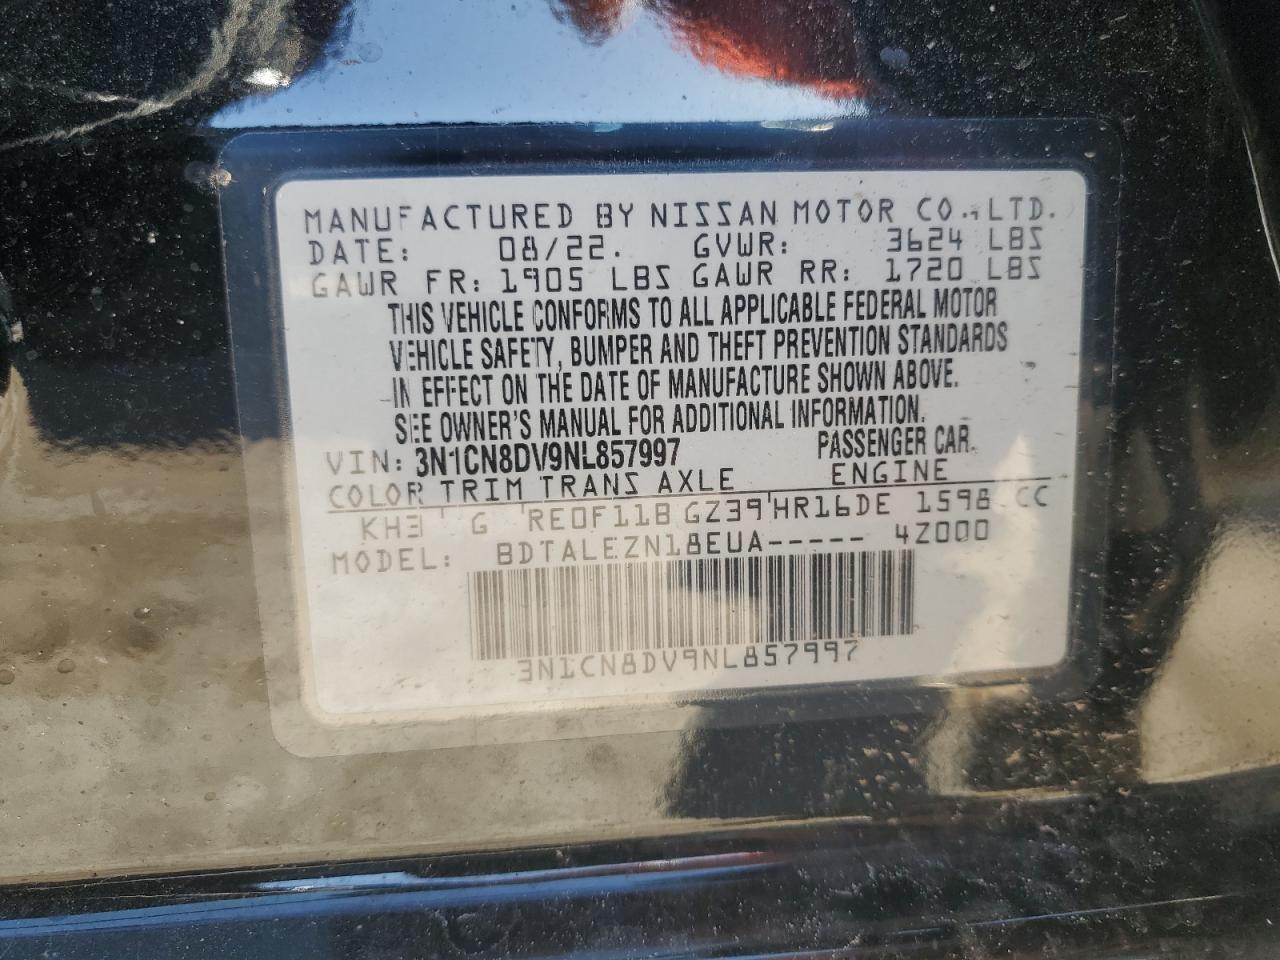 MANUFACTURED BY NISSAN MOTOR CO.,LTD.
DATE: 08/22. GVWR: 3624 LBS
GAWR FR: 1905 LBS GAWR RR: 1720 LBS
THIS VEHICLE CONFORMS TO ALL APPLICABLE FEDERAL MOTOR
VEHICLE SAFETY, BUMPER AND THEFT PREVENTION STANDARDS
IN EFFECT ON THE DATE OF MANUFACTURE SHOWN ABOVE.
SEE OWNER'S MANUAL FOR ADDITIONAL INFORMATION.
VIN: 3N1CN8DV9NL857997 PASSENGER CAR.
COLOR TRIM TRANS AXLE ENGINE
KH3 G RE0F11B GZ39 HR16DE 1598 CC
MODEL: BDTALEZN18EUA----- 4Z000
3N1CN8DV9NL857997